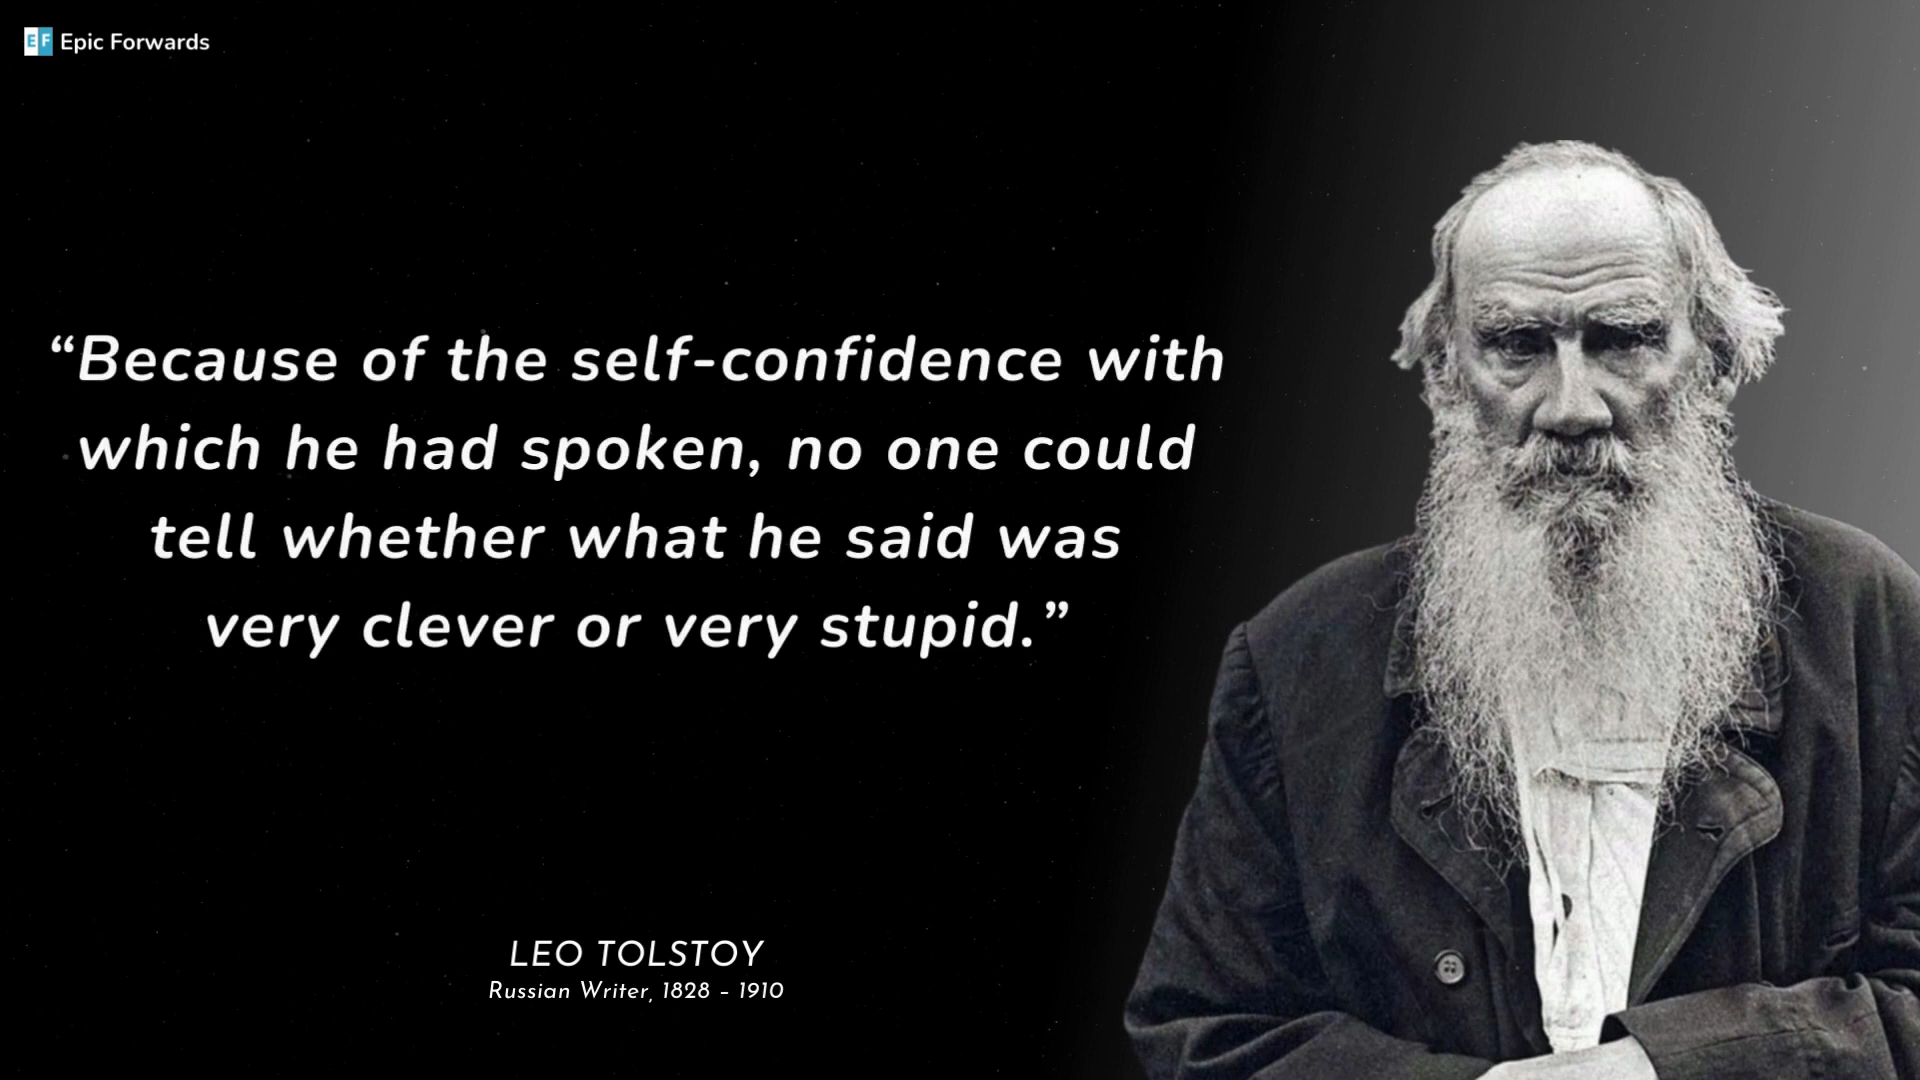 EF Epic Forwards
“Because of the self-confidence with
which he had spoken, no one could
tell whether what he said was
very clever or very stupid.”
LEO TOLSTOY
Russian Writer, 1828 – 1910